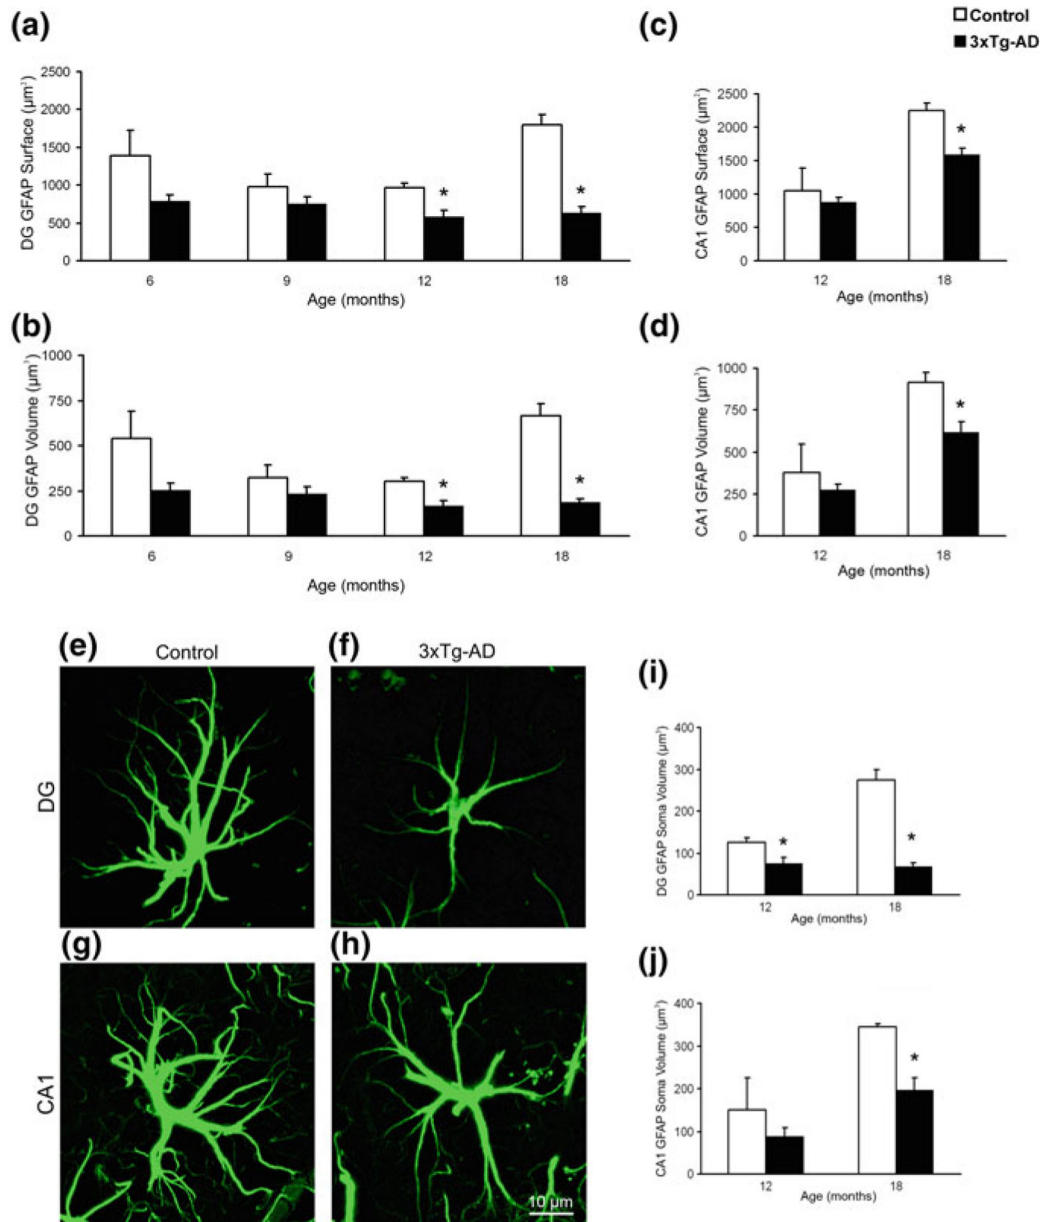 (a)
(c)
Control
3xTg-AD
DG GFAP Surface (µm²)
2500
2000
1500
1000
500
0
6
9
12
18
Age (months)
CA1 GFAP Surface (µm²)
2500
2000
1500
1000
500
0
12
18
Age (months)
*
*
*
(b)
(d)
DG GFAP Volume (µm³)
1000
750
500
250
0
6
9
12
18
Age (months)
*
*
CA1 GFAP Volume (µm³)
1000
750
500
250
0
12
18
Age (months)
*
(e)
Control
(f)
3xTg-AD
DG
(g)
(h)
CA1
10 µm
(i)
DG GFAP Soma Volume (µm³)
400
300
200
100
0
12
18
Age (months)
*
*
(j)
CA1 GFAP Soma Volume (µm³)
400
300
200
100
0
12
18
Age (months)
*